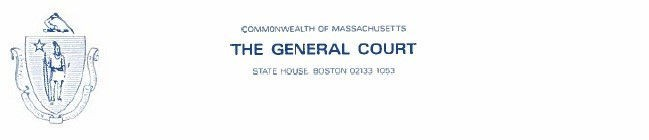 COMMONWEALTH OF MASSACHUSETTS
THE GENERAL COURT
STATE HOUSE BOSTON 02133 1053